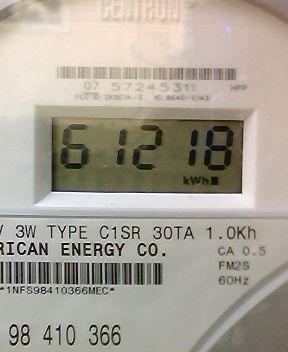 CENTRON
07 57245311
61218
kWh
V 3W TYPE C1SR 30TA 1.0Kh
RICAN ENERGY CO.
CA 0.5
FM2S
60Hz
*1NFS98410366MEC*
98 410 366